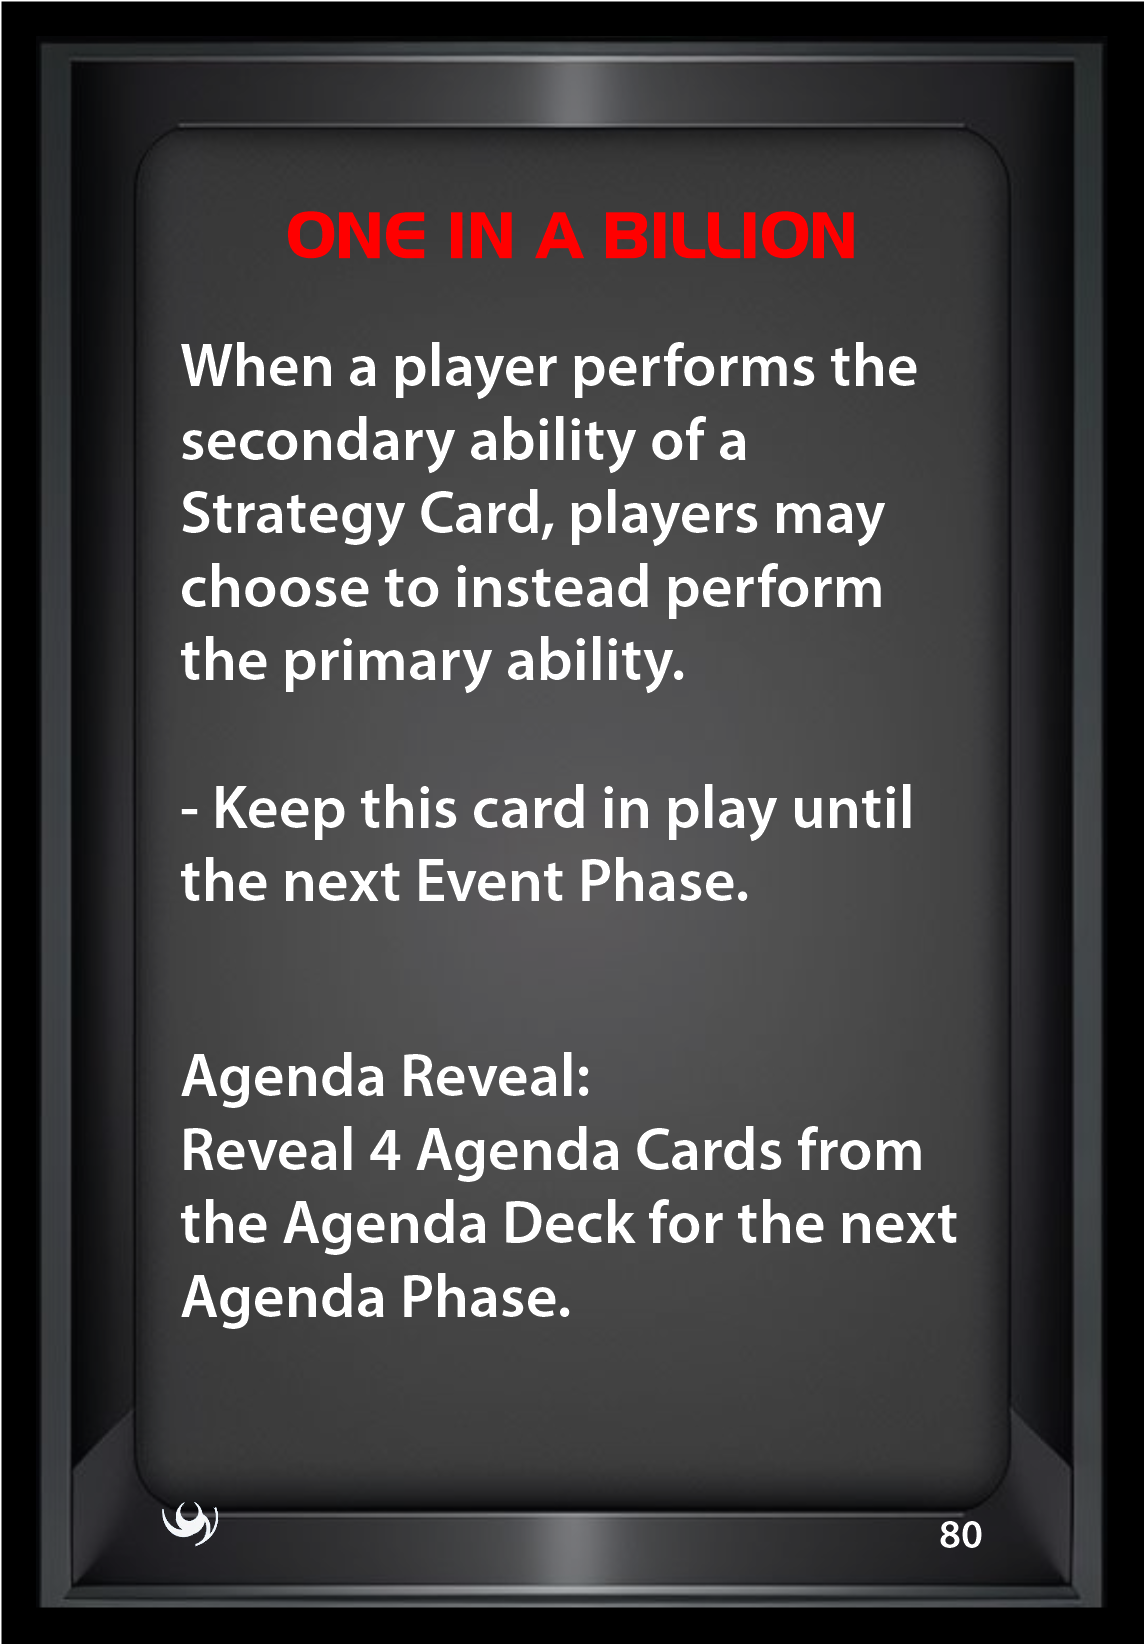 ONE IN A BILLION
When a player performs the
secondary ability of a
Strategy Card, players may
choose to instead perform
the primary ability.
- Keep this card in play until
the next Event Phase.
Agenda Reveal:
Reveal 4 Agenda Cards from
the Agenda Deck for the next
Agenda Phase.
80